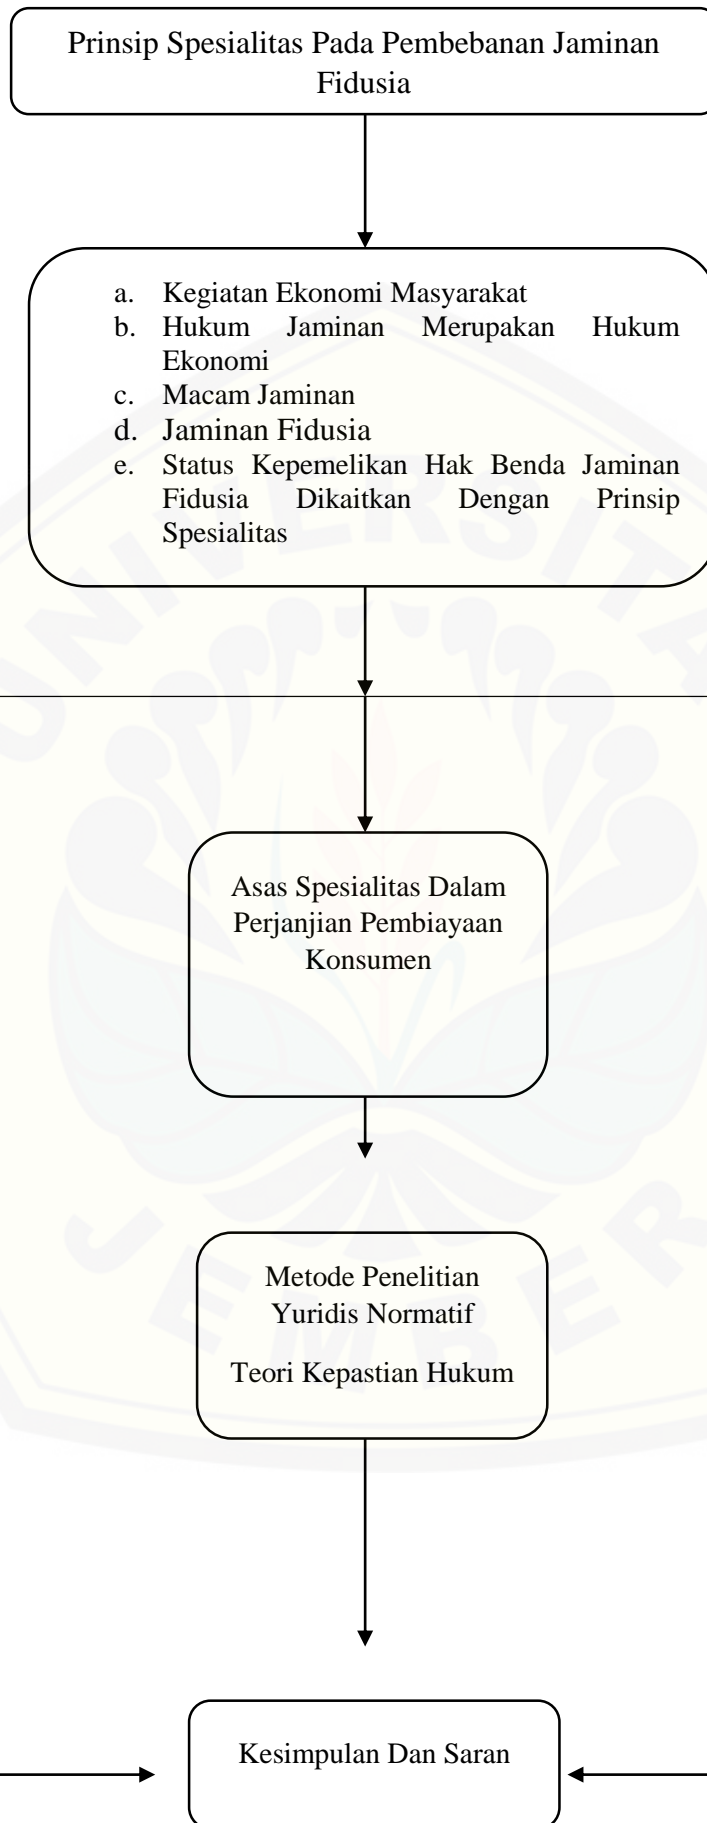 Prinsip Spesialitas Pada Pembebanan Jaminan
Fidusia
a. Kegiatan Ekonomi Masyarakat
b. Hukum Jaminan Merupakan Hukum
Ekonomi
c. Macam Jaminan
d. Jaminan Fidusia
e. Status Kepemelikan Hak Benda Jaminan
Fidusia Dikaitkan Dengan Prinsip
Spesialitas
UNIVERSITA
Asas Spesialitas Dalam
Perjanjian Pembiayaan
Konsumen
JEMBER
Metode Penelitian
Yuridis Normatif
Teori Kepastian Hukum
Kesimpulan Dan Saran